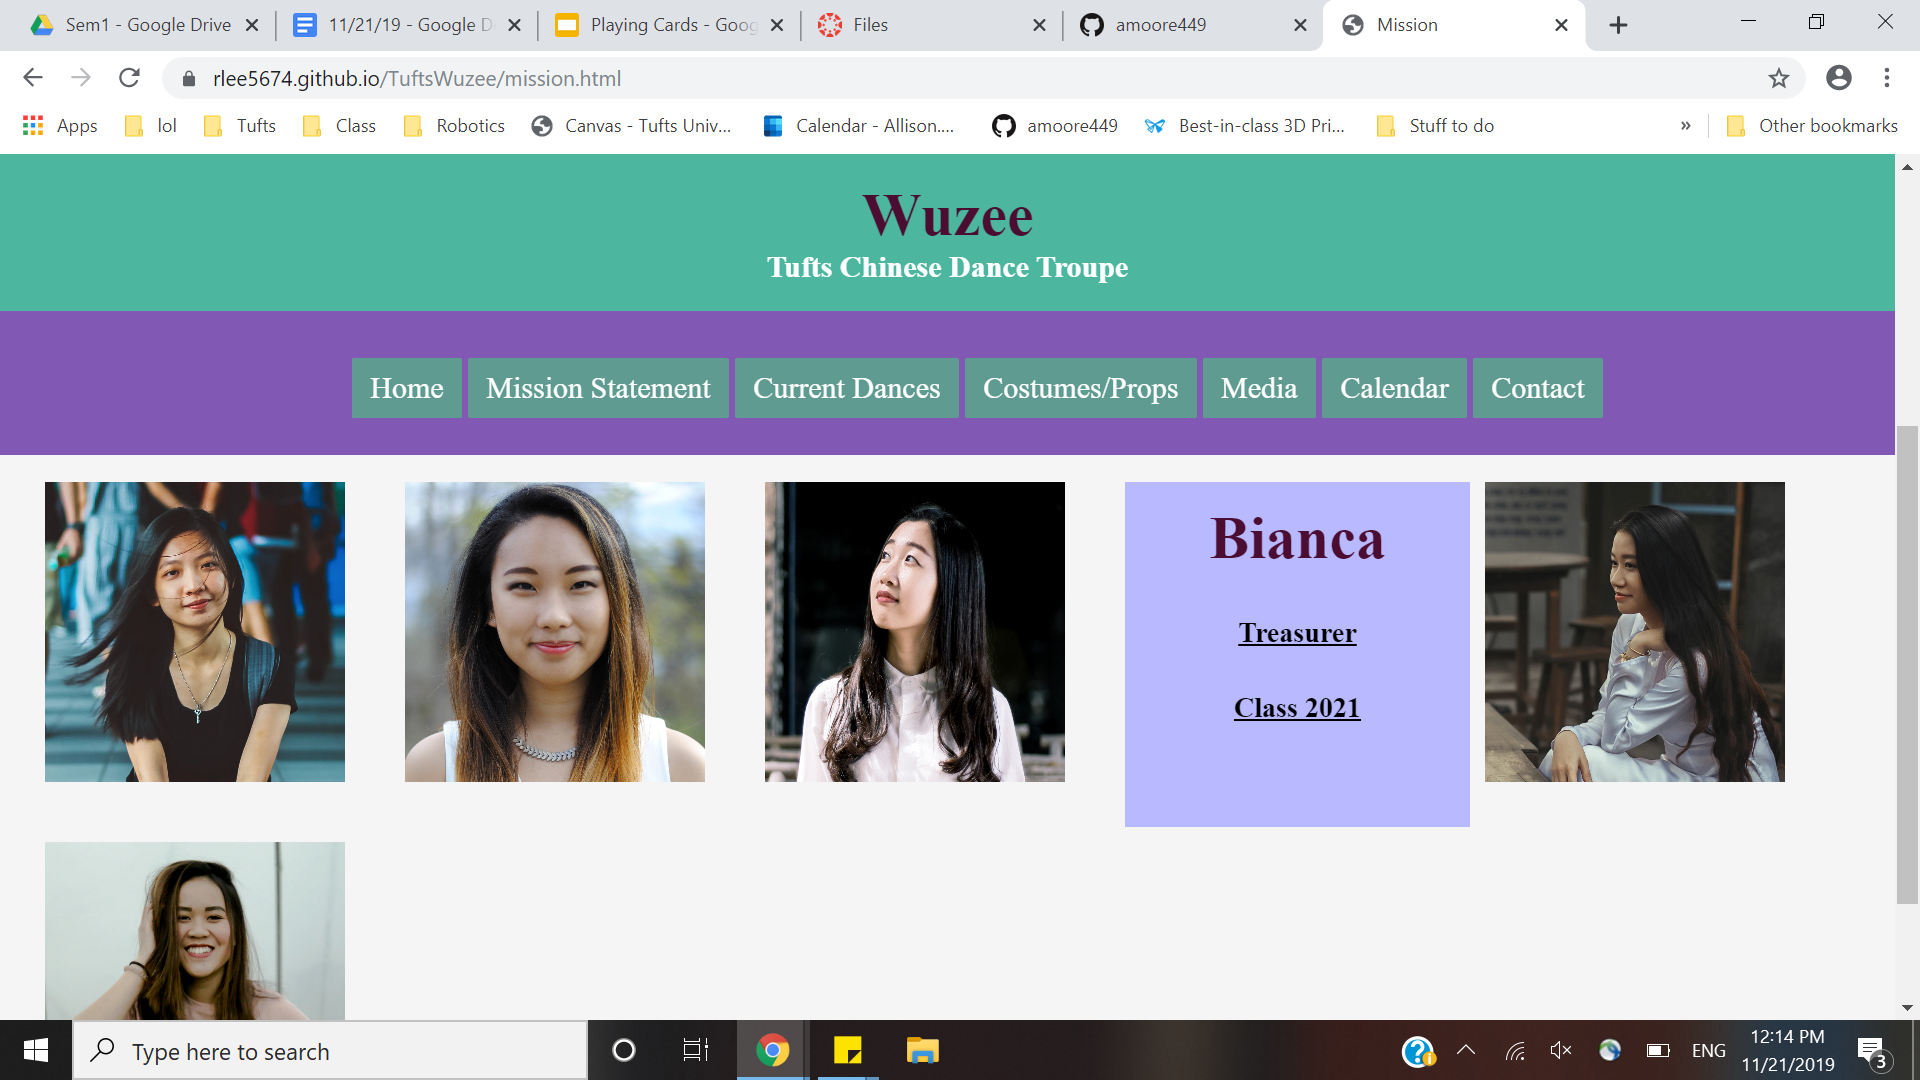 Sem1 - Google Drive
11/21/19 - Google D
Playing Cards - Goog
Files
amoore449
Mission
rlee5674.github.io/TuftsWuzee/mission.html
Apps
lol
Tufts
Class
Robotics
Canvas - Tufts Univ...
Calendar - Allison....
amoore449
Best-in-class 3D Pri...
Stuff to do
»
Other bookmarks
Wuzee
Tufts Chinese Dance Troupe
Home
Mission Statement
Current Dances
Costumes/Props
Media
Calendar
Contact
Bianca
Treasurer
Class 2021
Type here to search
ENG
12:14 PM
11/21/2019
3